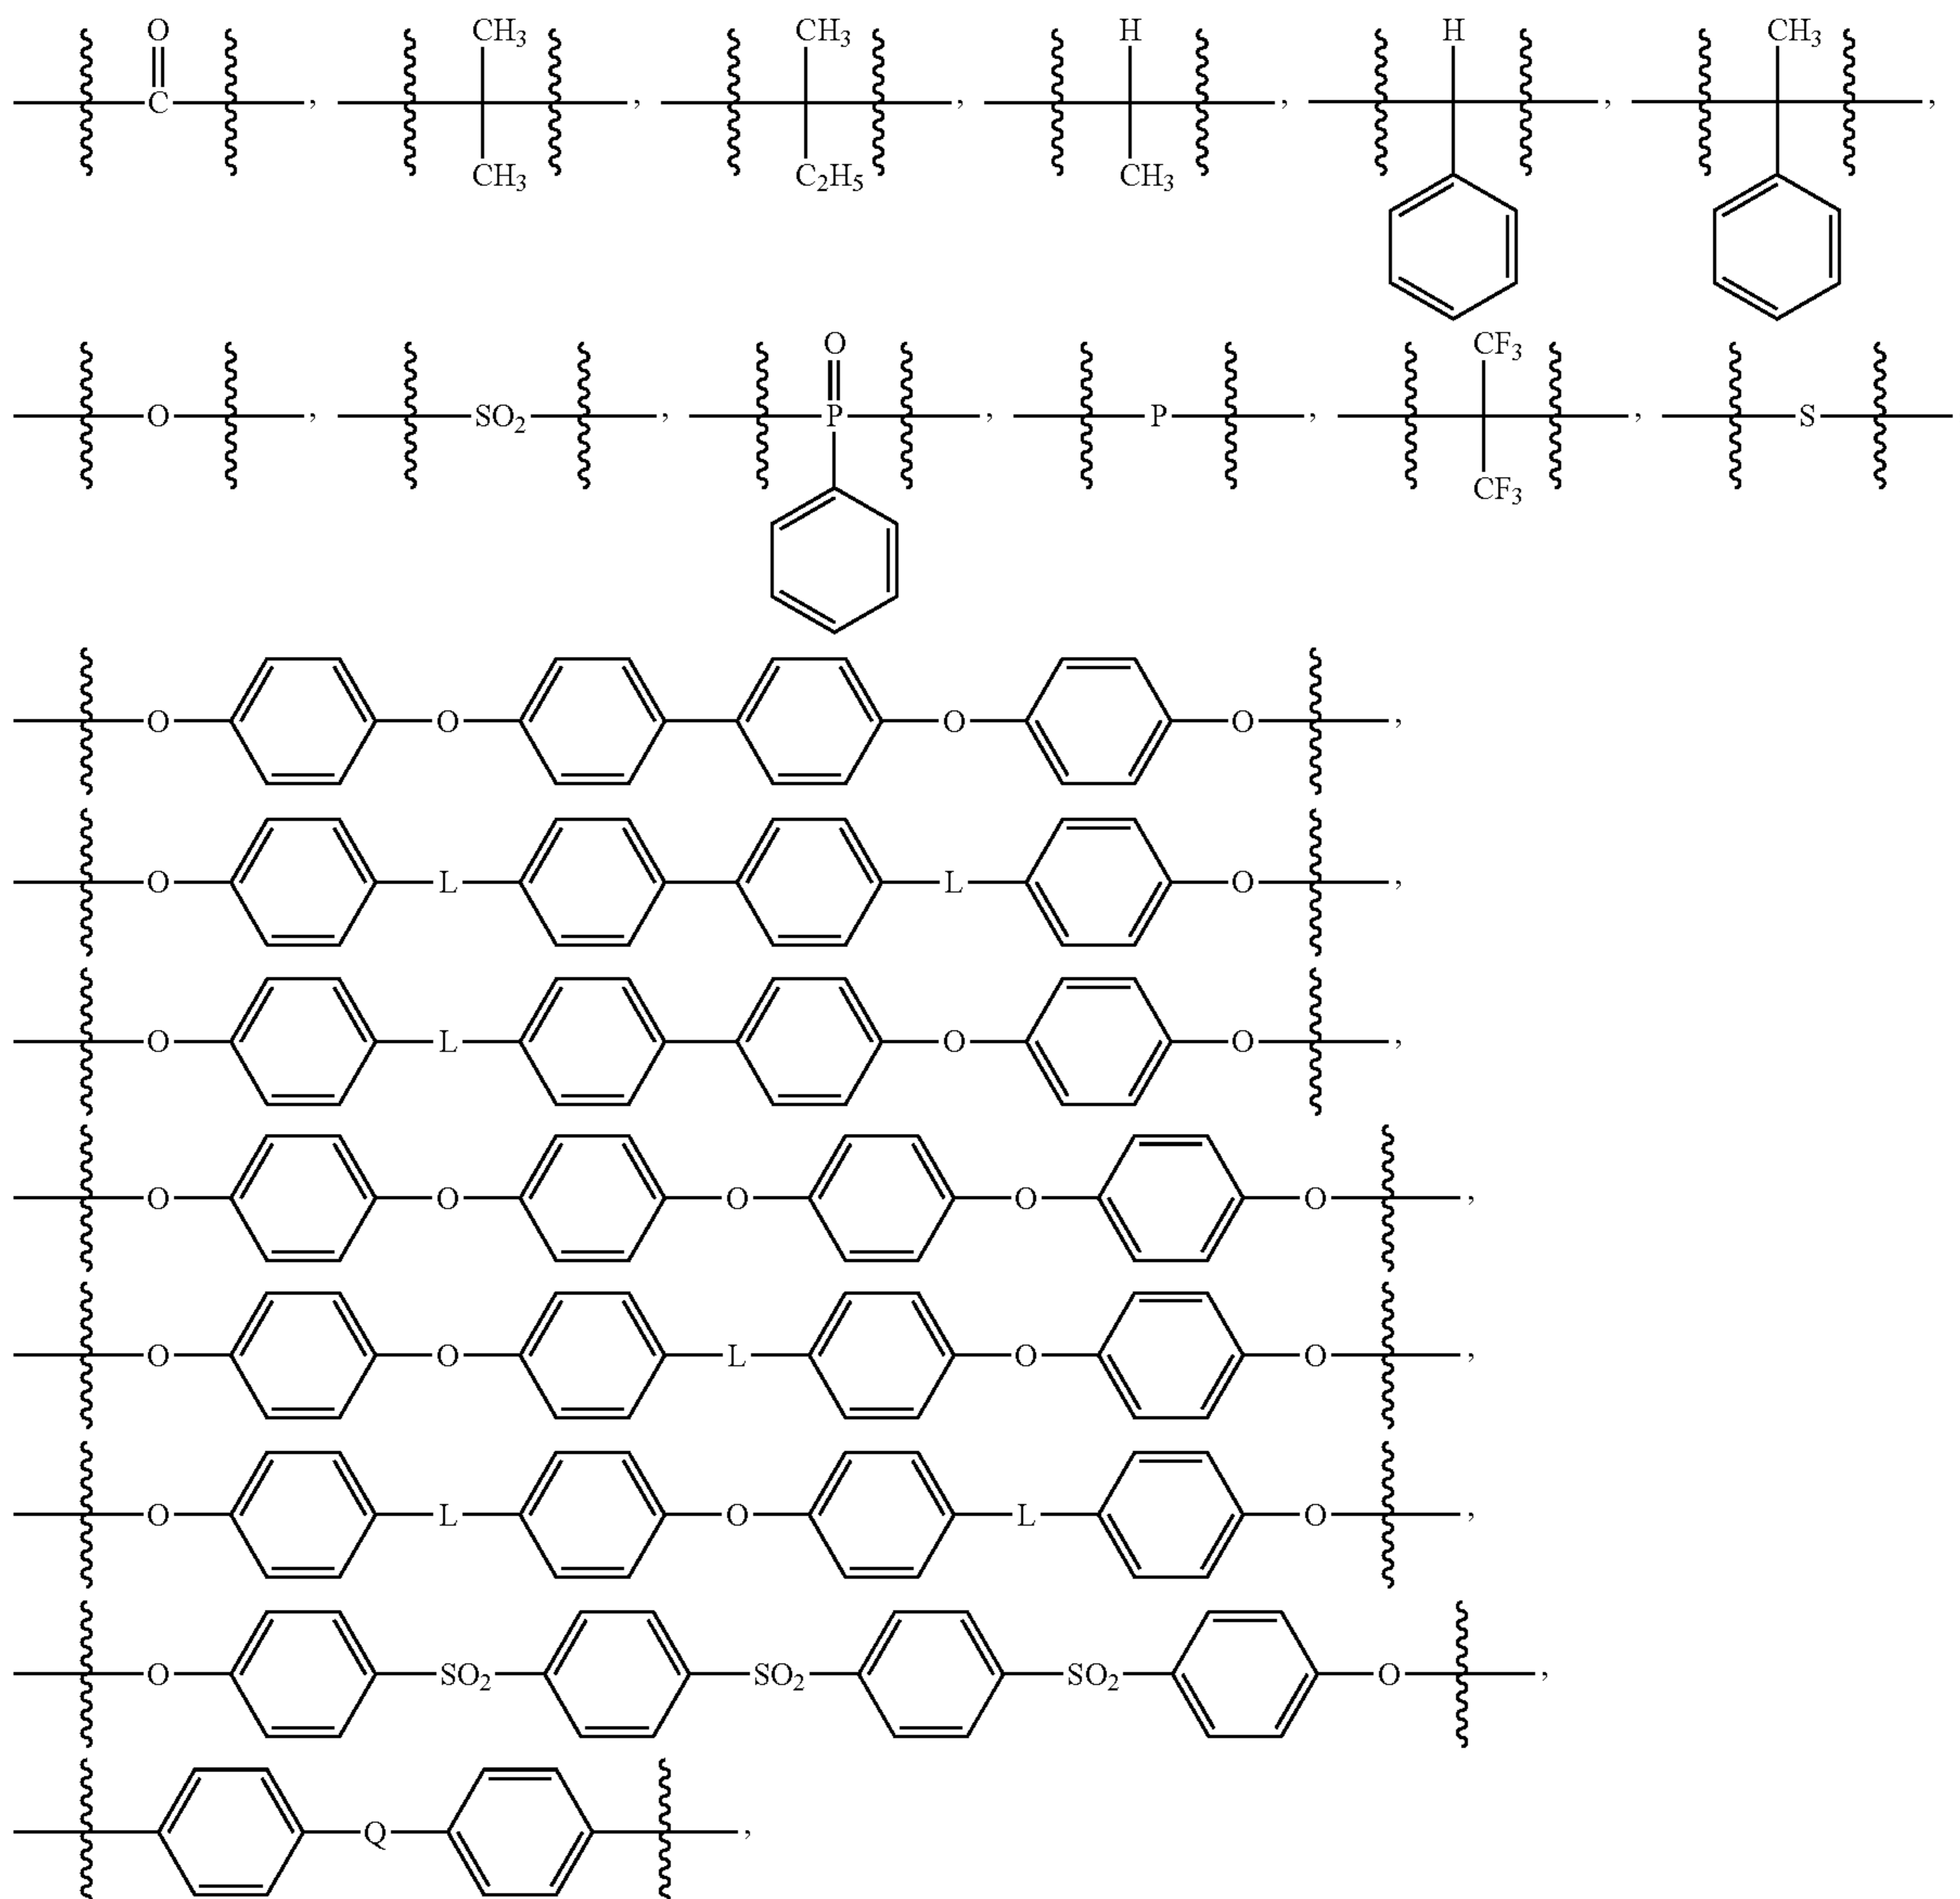 O CH3 CH3 H H CH3
C , , , , , ,
CH3 C2H5 CH3
O CF3
O , SO2 , P , P , , S
CF3
O O O O ,
O L L O ,
O L O O ,
O O O O O ,
O O L O O ,
O L O L O ,
O SO2 SO2 SO2 O ,
Q ,